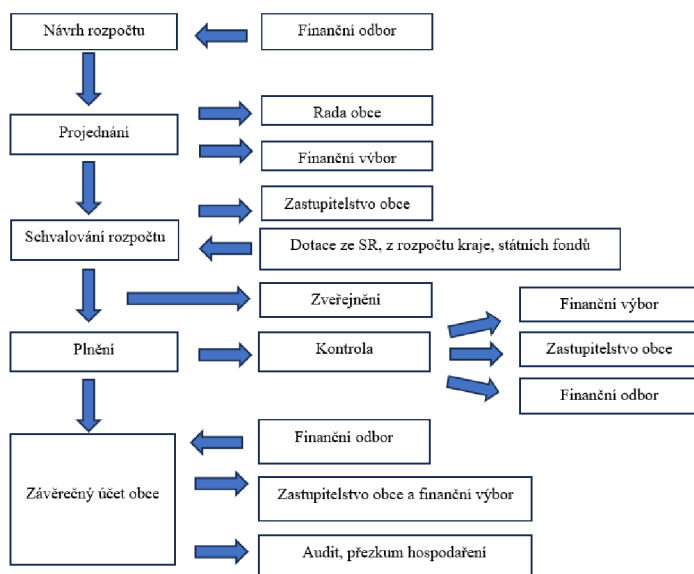 Návrh rozpočtu
Finanční odbor
Projednání
Rada obce
Finanční výbor
Zastupitelstvo obce
Schvalování rozpočtu
Dotace ze SR, z rozpočtu kraje, státních fondů
Zveřejnění
Finanční výbor
Plnění
Kontrola
Zastupitelstvo obce
Finanční odbor
Finanční odbor
Závěrečný účet obce
Zastupitelstvo obce a finanční výbor
Audit, přezkum hospodaření